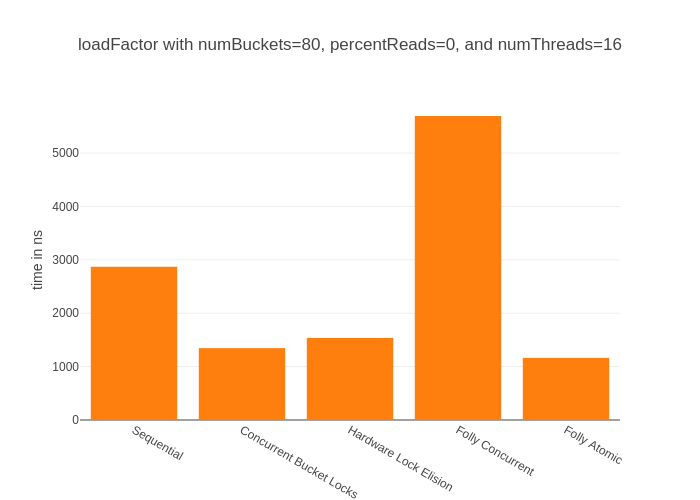 loadFactor with numBuckets=80, percentReads=0, and numThreads=16
time in ns
5000
4000
3000
2000
1000
0
Sequential
Concurrent Bucket Locks
Hardware Lock Elision
Folly Concurrent
Folly Atomic